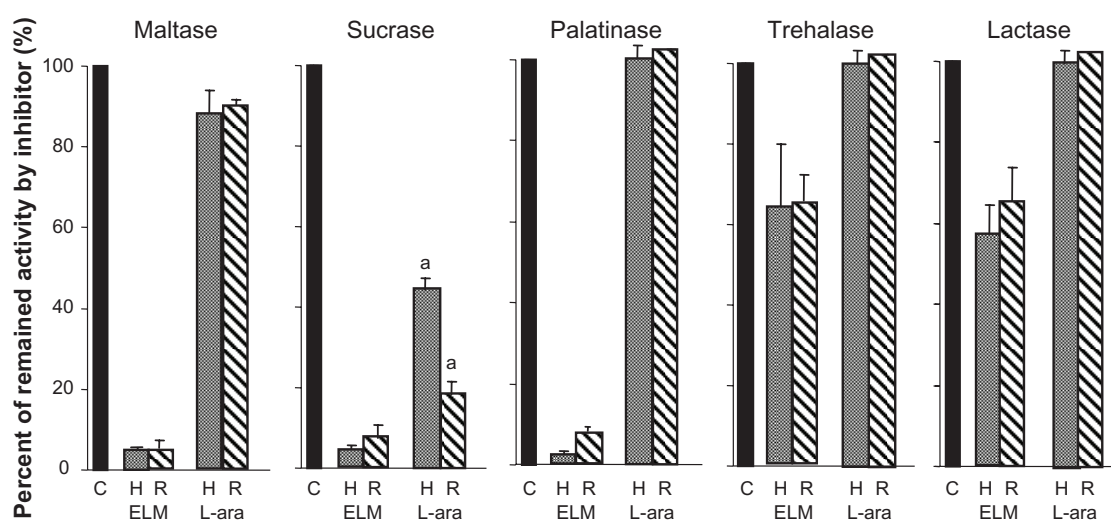 Percent of remained activity by inhibitor (%)
Maltase Sucrase Palatinase Trehalase Lactase
100
80
60
40
20
0
a
a
C H R H R C H R H R C H R H R C H R H R C H R H R
ELM L-ara ELM L-ara ELM L-ara ELM L-ara ELM L-ara